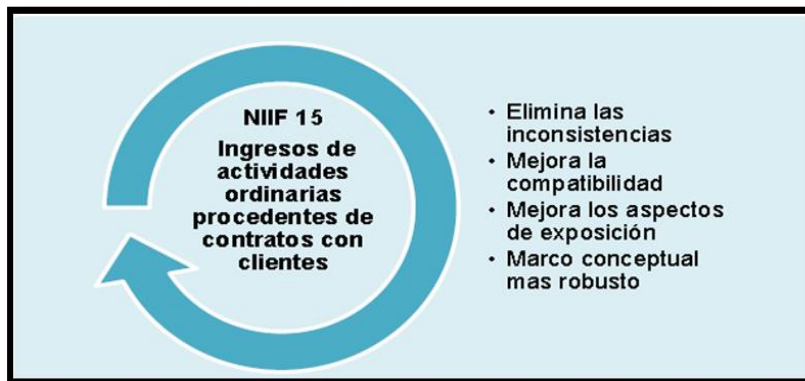 NIIF 15
Ingresos de
actividades
ordinarias
procedentes de
contratos con
clientes
• Elimina las
inconsistencias
• Mejora la
compatibilidad
• Mejora los aspectos
de exposición
• Marco conceptual
mas robusto